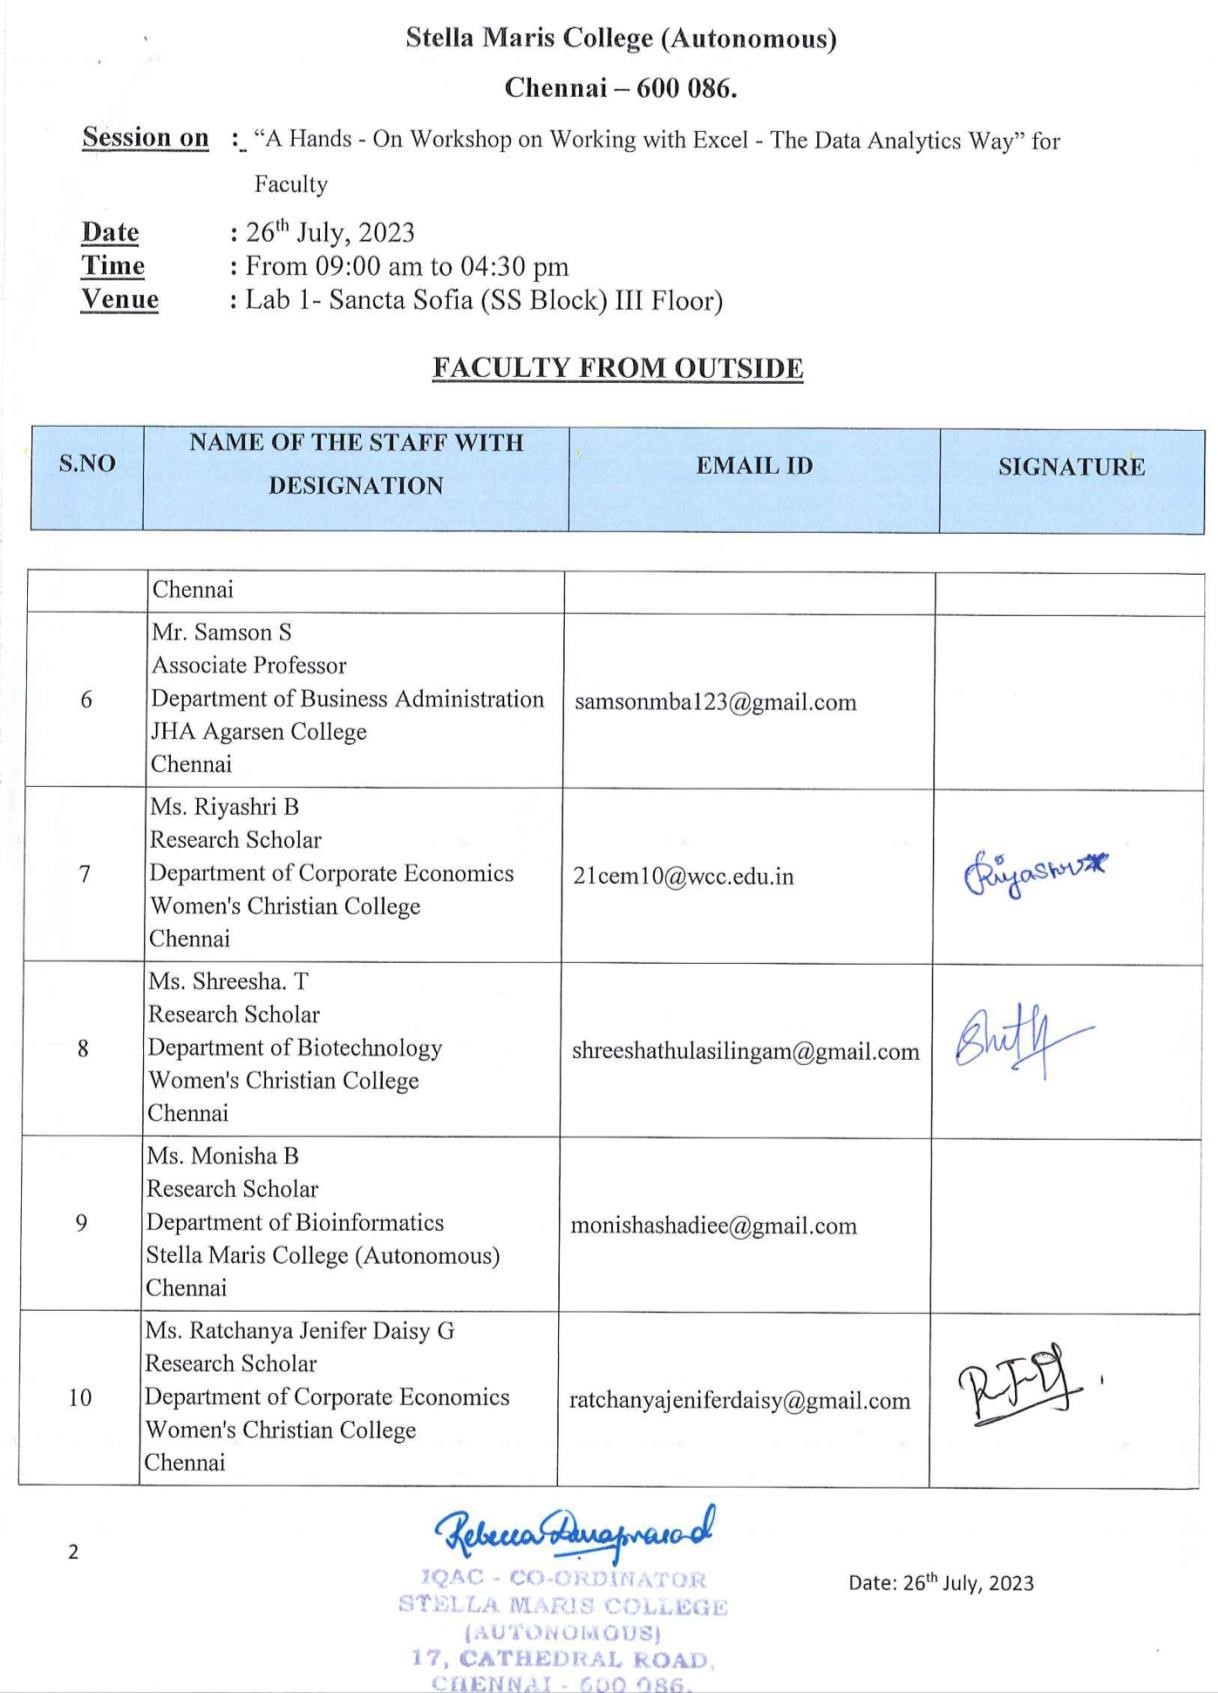 Stella Maris College (Autonomous)
Chennai – 600 086.
Session on : “A Hands - On Workshop on Working with Excel - The Data Analytics Way” for
Faculty
Date : 26th July, 2023
Time : From 09:00 am to 04:30 pm
Venue : Lab 1- Sancta Sofia (SS Block) III Floor)
FACULTY FROM OUTSIDE
S.NO NAME OF THE STAFF WITH DESIGNATION EMAIL ID SIGNATURE
Chennai
Mr. Samson S
Associate Professor
6 Department of Business Administration samsonmba123@gmail.com
JHA Agarsen College
Chennai
Ms. Riyashri B
Research Scholar
7 Department of Corporate Economics 21cem10@wcc.edu.in
Women's Christian College
Chennai
Ms. Shreesha. T
Research Scholar
8 Department of Biotechnology shreeshathulasilingam@gmail.com
Women's Christian College
Chennai
Ms. Monisha B
Research Scholar
9 Department of Bioinformatics monishashadiee@gmail.com
Stella Maris College (Autonomous)
Chennai
Ms. Ratchanya Jenifer Daisy G
Research Scholar
10 Department of Corporate Economics ratchanyajeniferdaisy@gmail.com
Women's Christian College
Chennai
Rebecca
2
IQAC - CO-ORDINATOR
Date: 26th July, 2023
STELLA MARIS COLLEGE
(AUTONOMOUS)
17, CATHEDRAL ROAD,
CHENNAI - 600 086.